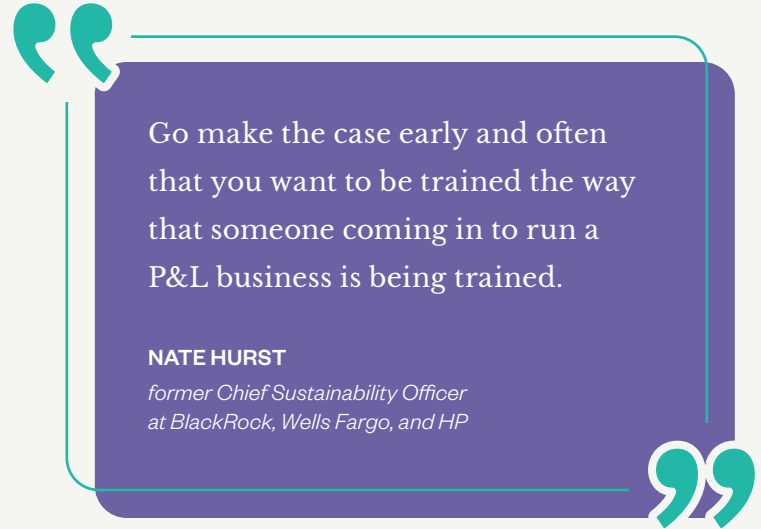 Go make the case early and often
that you want to be trained the way
that someone coming in to run a
P&L business is being trained.
NATE HURST
former Chief Sustainability Officer
at BlackRock, Wells Fargo, and HP